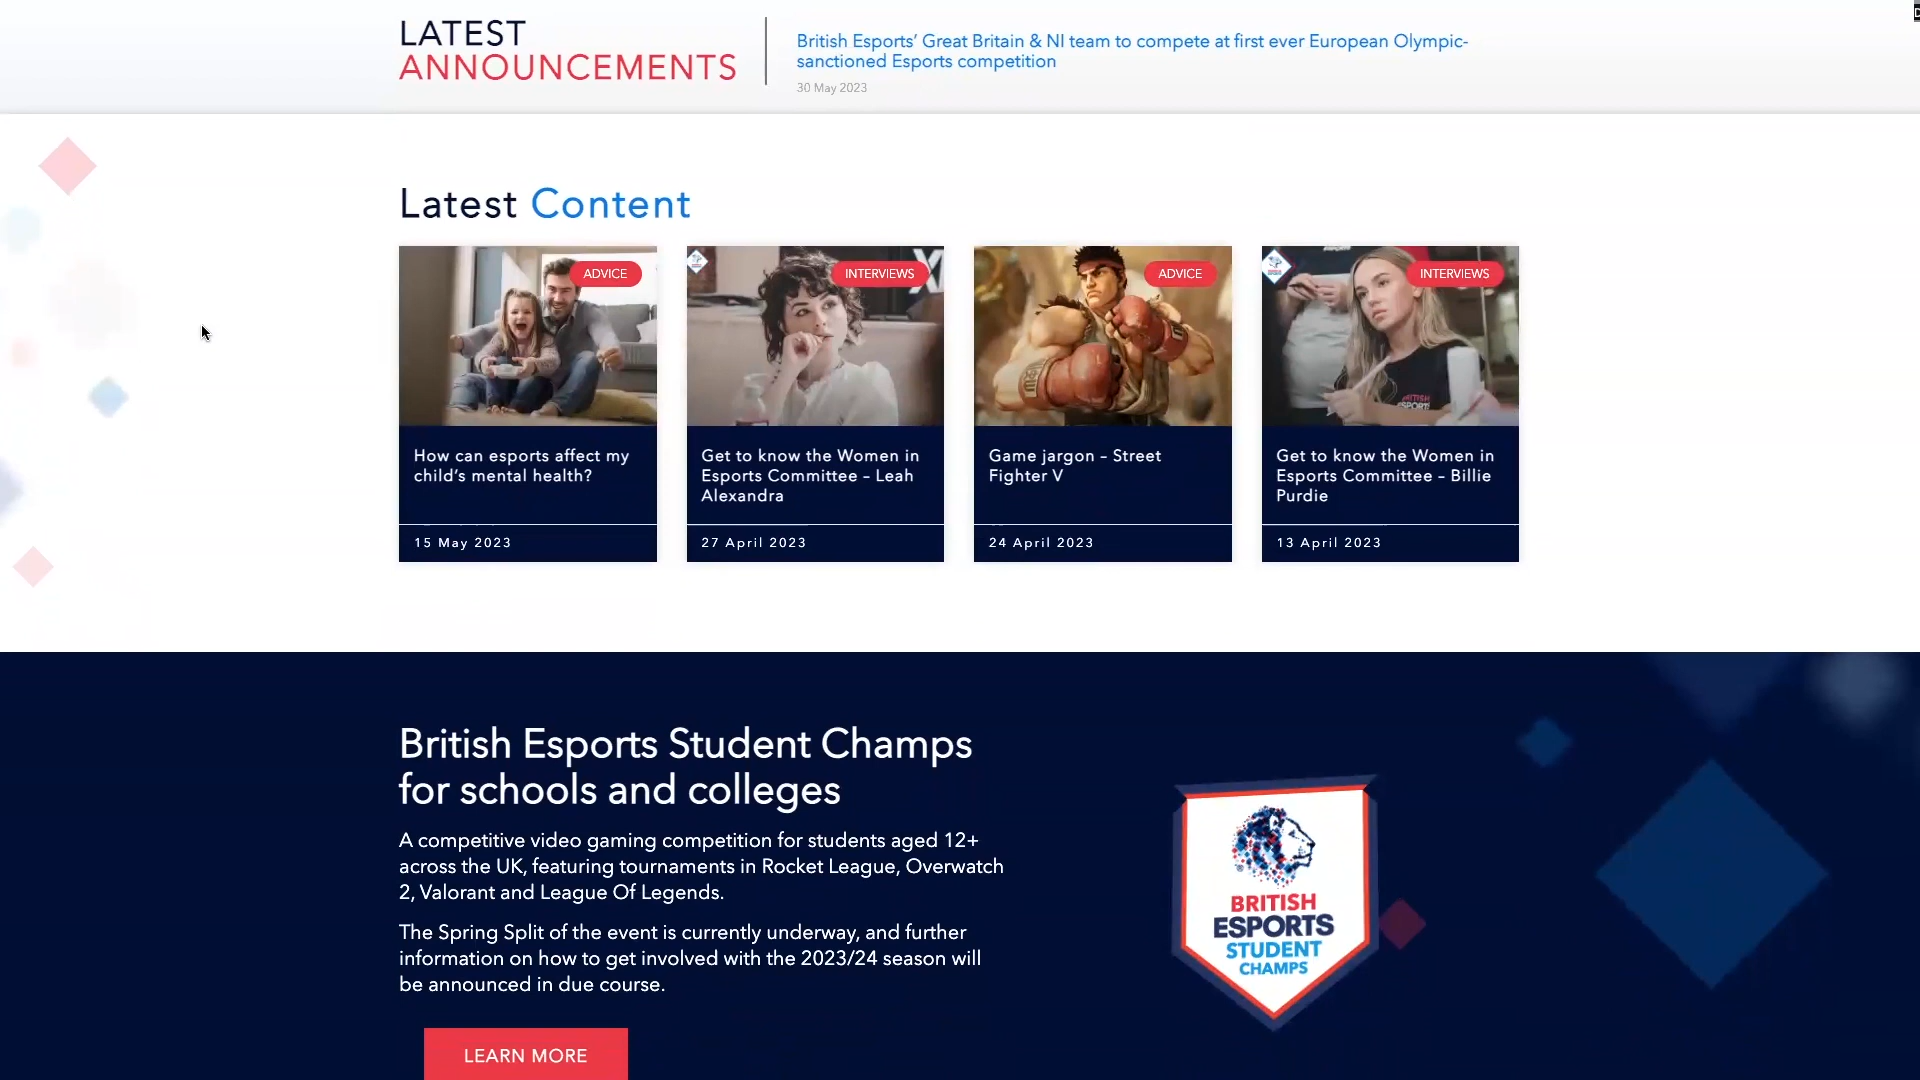 LATEST
ANNOUNCEMENTS
British Esports’ Great Britain & NI team to compete at first ever European Olympic-
sanctioned Esports competition
30 May 2023
Latest Content
ADVICE
How can esports affect my
child’s mental health?
15 May 2023
INTERVIEWS
Get to know the Women in
Esports Committee – Leah
Alexandra
27 April 2023
ADVICE
Game jargon – Street
Fighter V
24 April 2023
INTERVIEWS
Get to know the Women in
Esports Committee – Billie
Purdie
13 April 2023
British Esports Student Champs
for schools and colleges
A competitive video gaming competition for students aged 12+
across the UK, featuring tournaments in Rocket League, Overwatch
2, Valorant and League Of Legends.
The Spring Split of the event is currently underway, and further
information on how to get involved with the 2023/24 season will
be announced in due course.
LEARN MORE
BRITISH
ESPORTS
STUDENT
CHAMPS